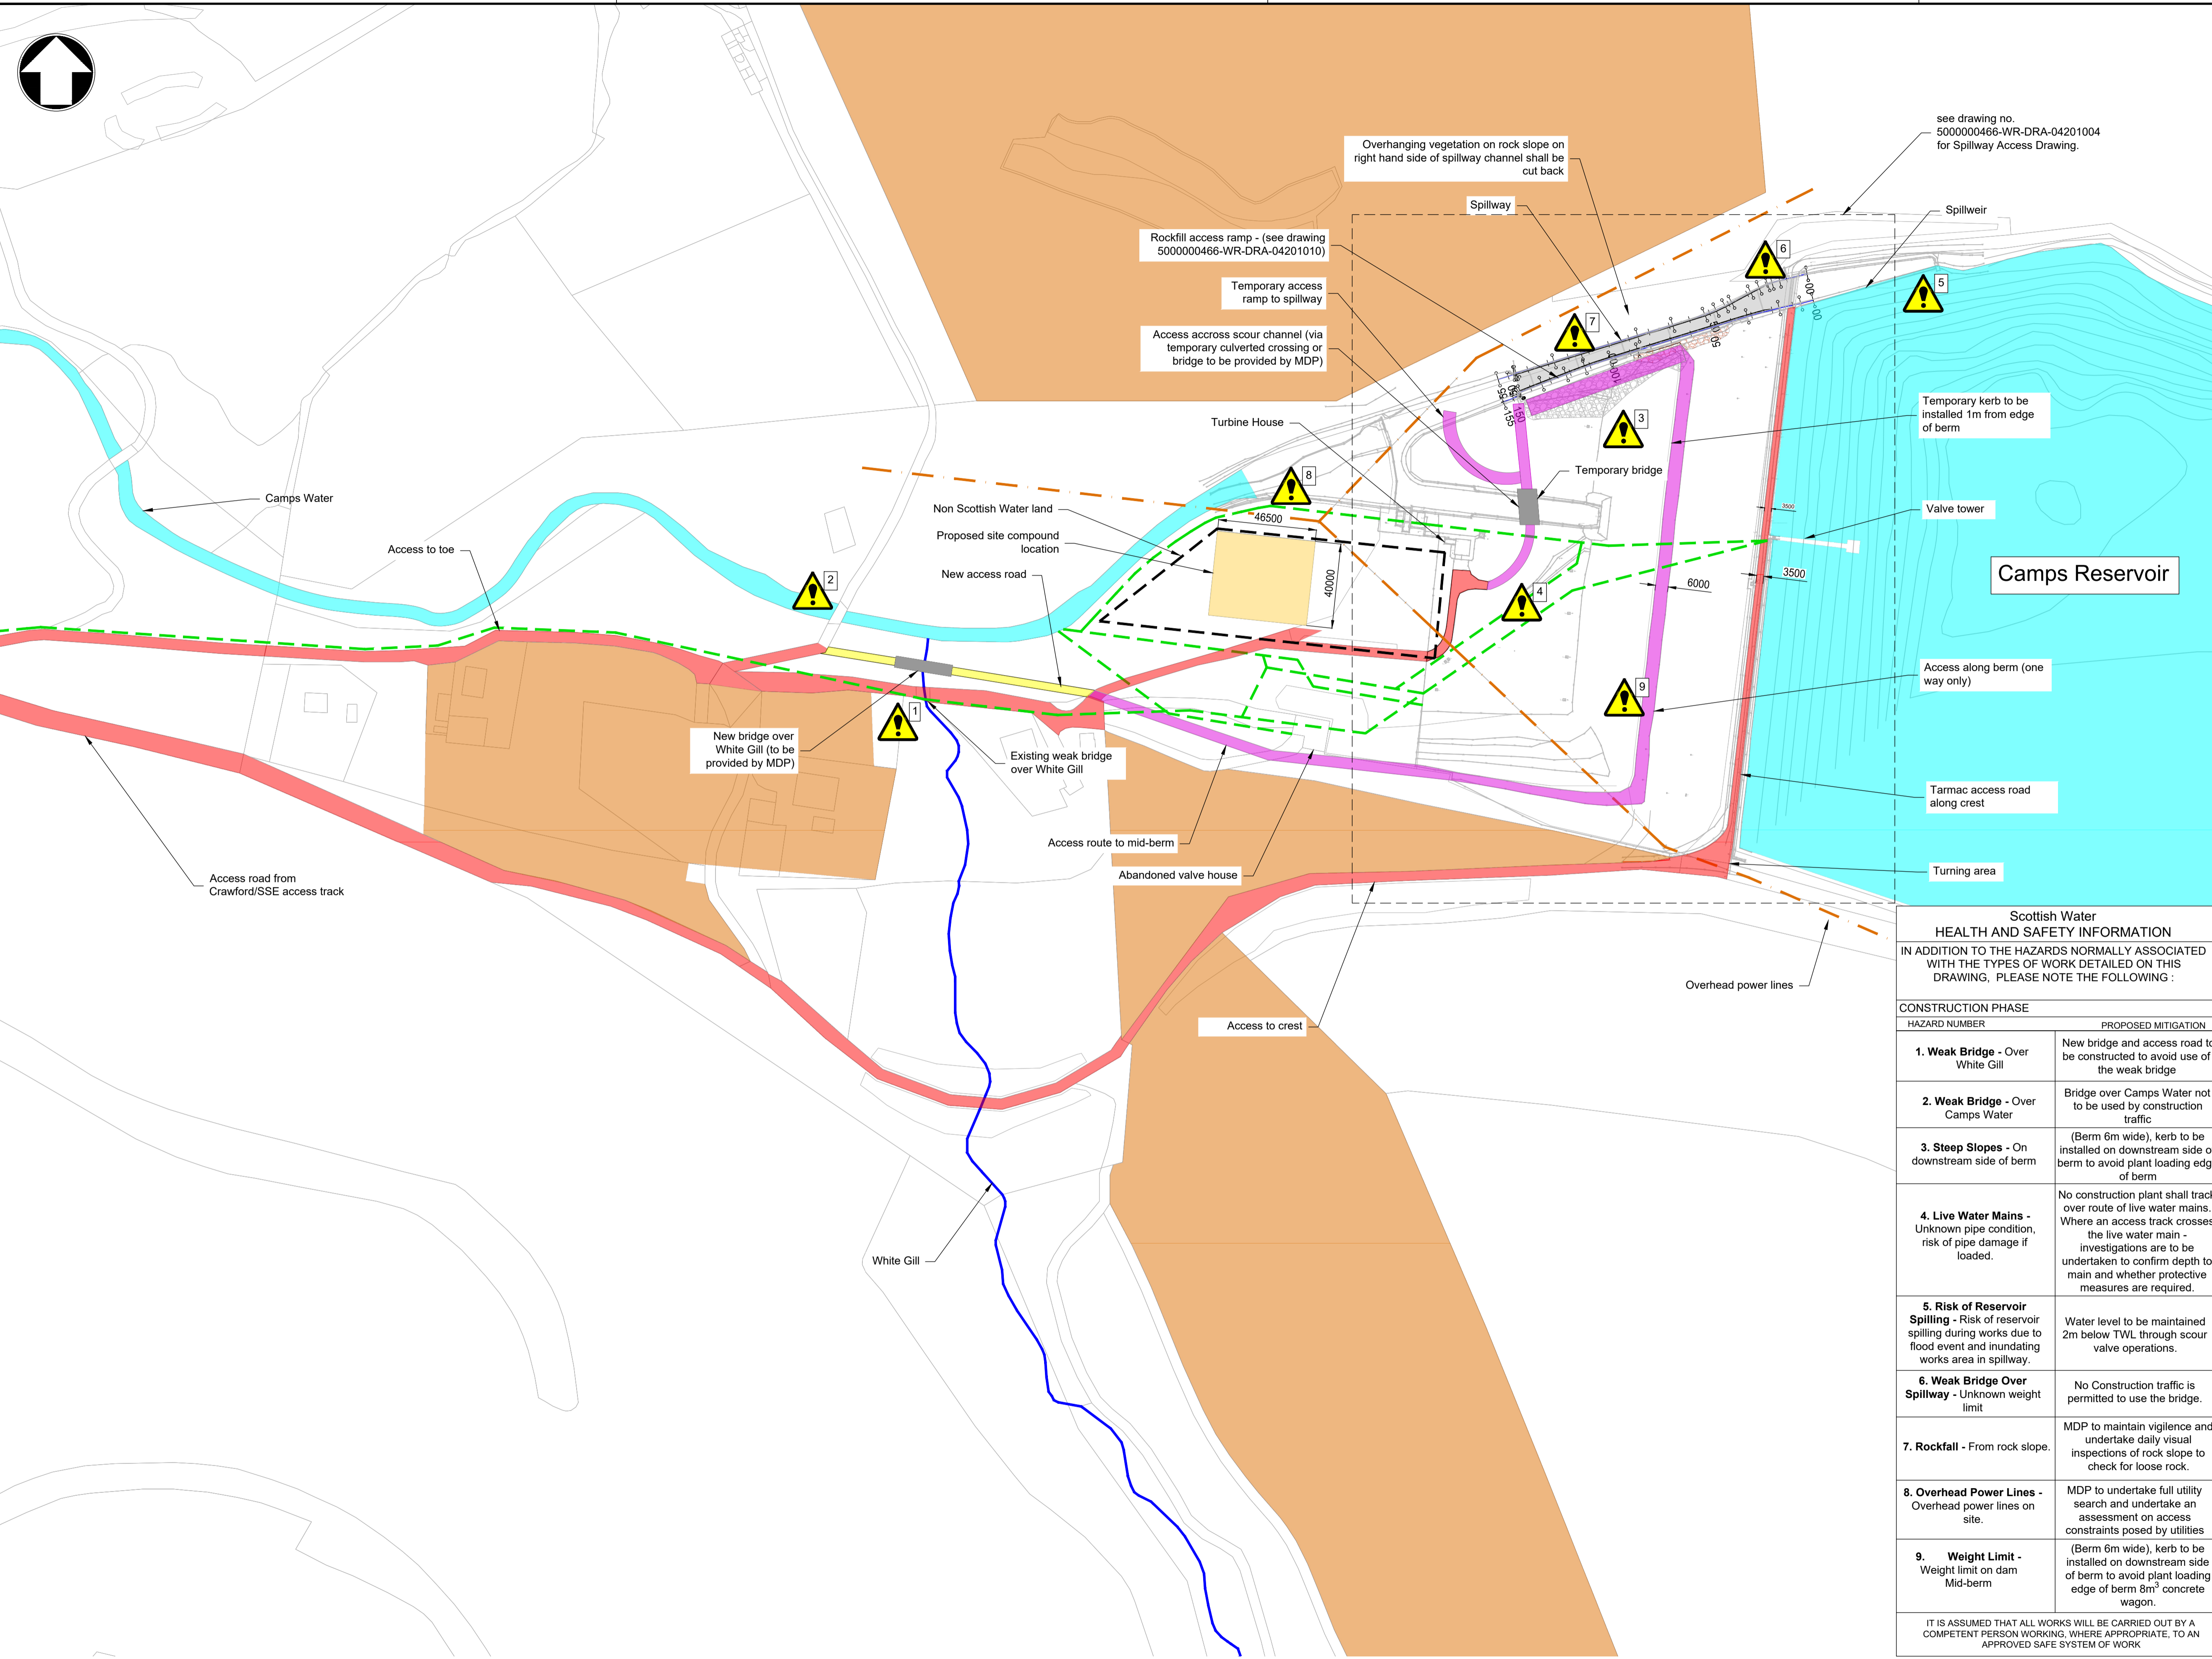 see drawing no.
5000000466-WR-DRA-04201004
for Spillway Access Drawing.
Overhanging vegetation on rock slope on
right hand side of spillway channel shall be
cut back
Spillway
Spillweir
Rockfill access ramp - (see drawing
5000000466-WR-DRA-04201010)
6
5
Temporary access
ramp to spillway
7
Access accross scour channel (via
temporary culverted crossing or
bridge to be provided by MDP)
00
00
50
50
100
100
150
155
155
3
Temporary kerb to be
installed 1m from edge
of berm
Turbine House
Temporary bridge
8
Camps Water
Non Scottish Water land
46500
3500
Valve tower
Proposed site compound
location
Access to toe
New access road
40000
Camps Reservoir
3500
6000
2
4
Access along berm (one
way only)
9
1
New bridge over
White Gill (to be
provided by MDP)
Existing weak bridge
over White Gill
Tarmac access road
along crest
Access route to mid-berm
Abandoned valve house
Turning area
Access road from
Crawford/SSE access track
Overhead power lines
Access to crest
White Gill
Scottish Water
HEALTH AND SAFETY INFORMATION
IN ADDITION TO THE HAZARDS NORMALLY ASSOCIATED
WITH THE TYPES OF WORK DETAILED ON THIS
DRAWING, PLEASE NOTE THE FOLLOWING :
CONSTRUCTION PHASE
HAZARD NUMBER
PROPOSED MITIGATION
1. Weak Bridge - Over
White Gill
New bridge and access road to
be constructed to avoid use of
the weak bridge
2. Weak Bridge - Over
Camps Water
Bridge over Camps Water not
to be used by construction
traffic
3. Steep Slopes - On
downstream side of berm
(Berm 6m wide), kerb to be
installed on downstream side o
berm to avoid plant loading edg
of berm
4. Live Water Mains -
Unknown pipe condition,
risk of pipe damage if
loaded.
No construction plant shall track
over route of live water mains.
Where an access track crosses
the live water main -
investigations are to be
undertaken to confirm depth to
main and whether protective
measures are required.
5. Risk of Reservoir
Spilling - Risk of reservoir
spilling during works due to
flood event and inundating
works area in spillway.
Water level to be maintained
2m below TWL through scour
valve operations.
6. Weak Bridge Over
Spillway - Unknown weight
limit
No Construction traffic is
permitted to use the bridge.
7. Rockfall - From rock slope.
MDP to maintain vigilence and
undertake daily visual
inspections of rock slope to
check for loose rock.
8. Overhead Power Lines -
Overhead power lines on
site.
MDP to undertake full utility
search and undertake an
assessment on access
constraints posed by utilities
9. Weight Limit -
Weight limit on dam
Mid-berm
(Berm 6m wide), kerb to be
installed on downstream side
of berm to avoid plant loading
edge of berm 8m³ concrete
wagon.
IT IS ASSUMED THAT ALL WORKS WILL BE CARRIED OUT BY A
COMPETENT PERSON WORKING, WHERE APPROPRIATE, TO AN
APPROVED SAFE SYSTEM OF WORK